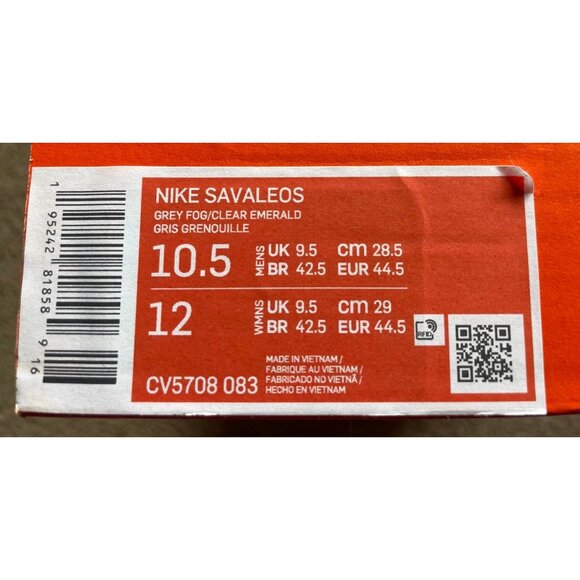 NIKE SAVALEOS
GREY FOG/CLEAR EMERALD
GRIS GRENOUILLE
10.5 MENS UK 9.5 CM 28.5
BR 42.5 EUR 44.5
12 WMNS UK 9.5 CM 29
BR 42.5 EUR 44.5
RFID
CV5708 083
MADE IN VIETNAM /
FABRIQUE AU VIETNAM /
FABRICADO NO VIETNÃ /
HECHO EN VIETNAM
1 95242 81858 9 16